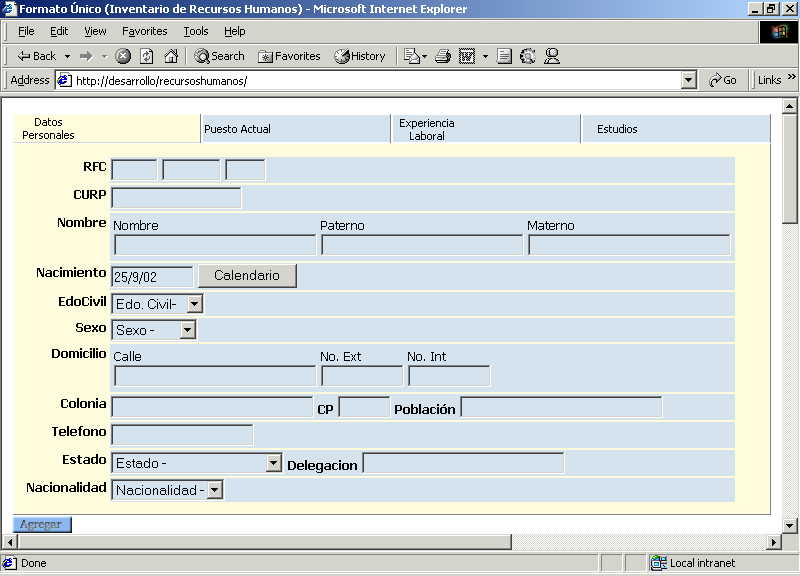 Formato Único (Inventario de Recursos Humanos) - Microsoft Internet Explorer
File Edit View Favorites Tools Help
Back Search Favorites History
Address http://desarrollo/recursoshumanos/ Go Links »
Datos Personales
Puesto Actual
Experiencia Laboral
Estudios
RFC
CURP
Nombre Nombre Paterno Materno
Nacimiento 25/9/02 Calendario
EdoCivil Edo. Civil-
Sexo Sexo -
Domicilio Calle No. Ext No. Int
Colonia CP Población
Telefono
Estado Estado - Delegacion
Nacionalidad Nacionalidad -
Agregar
Done Local intranet